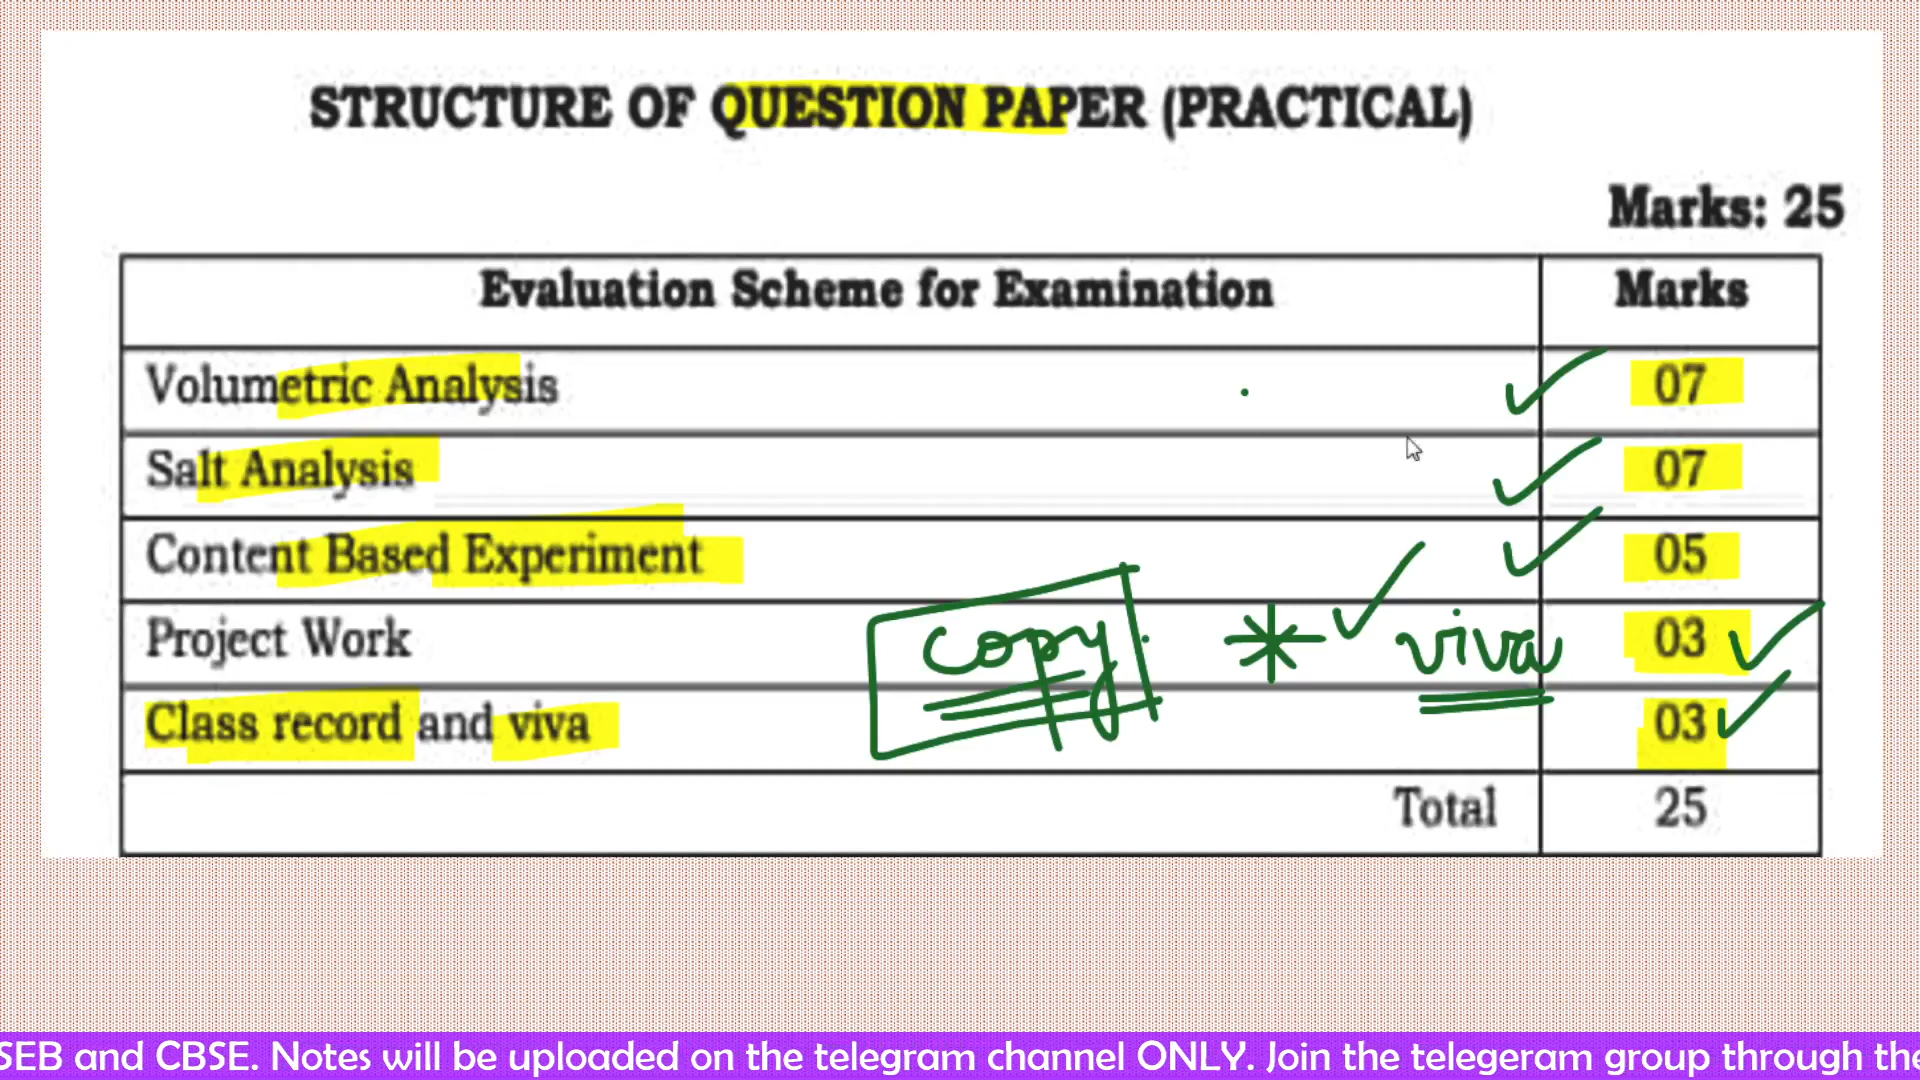 STRUCTURE OF QUESTION PAPER (PRACTICAL)
Marks: 25
Evaluation Scheme for Examination Marks
Volumetric Analysis 07
Salt Analysis 07
Content Based Experiment 05
Project Work copy viva 03
Class record and viva 03
Total 25
SEB and CBSE. Notes will be uploaded on the telegram channel ONLY. Join the telegeram group through the